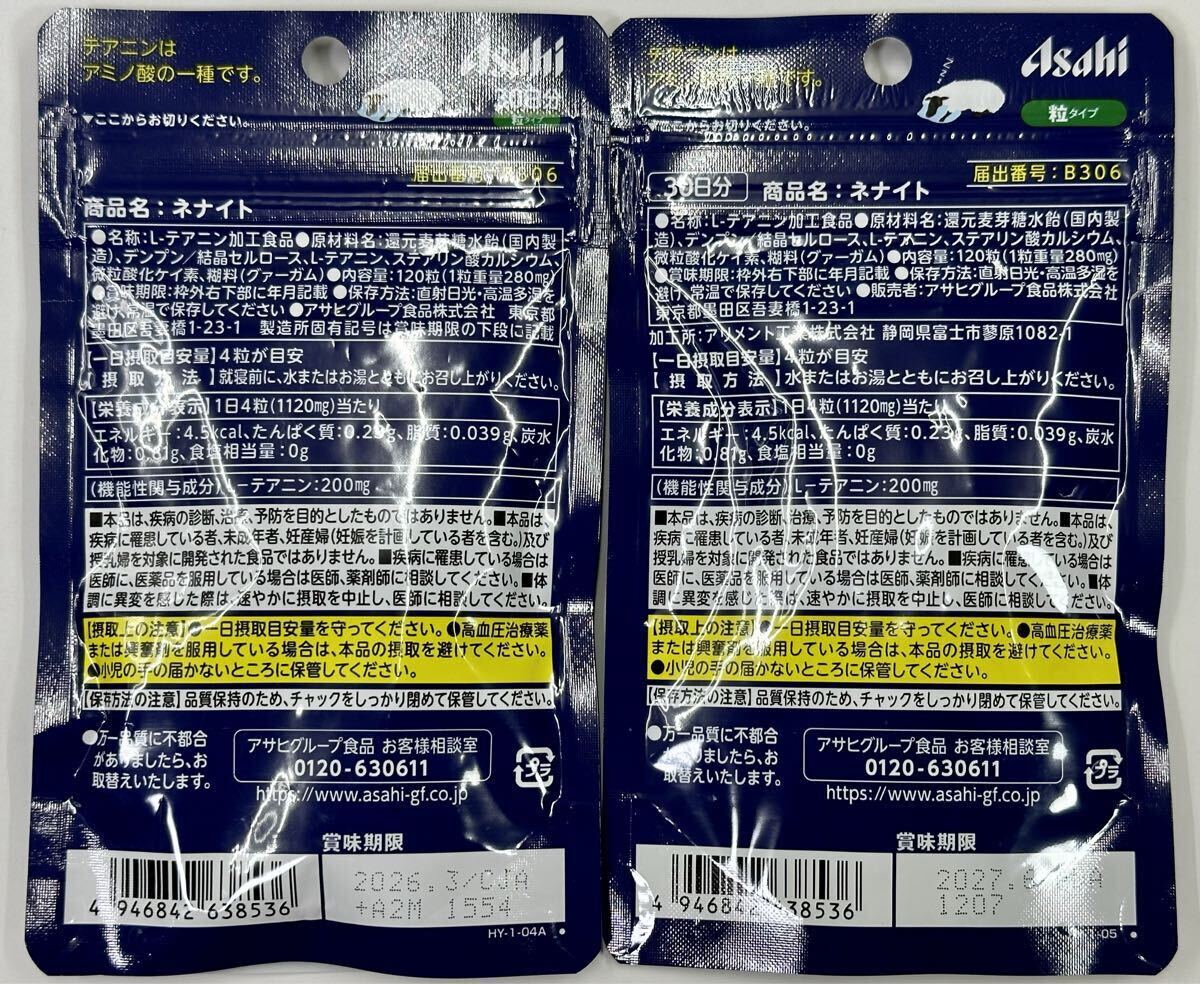 テアニンは
アミノ酸の一種です。
Asahi
30日分
粒タイプ
▼ここからお切りください。
届出番号:B306
商品名:ネナイト
●名称:L-テアニン加工食品●原材料名:還元麦芽糖水飴(国内製
造)、デンプン/結晶セルロース、L-テアニン、ステアリン酸カルシウム、
微粒酸化ケイ素、糊料(グァーガム)●内容量:120粒(1粒重量280mg)
●賞味期限:枠外右下部に年月記載 ●保存方法:直射日光・高温多湿を
避け、常温で保存してください ●アサヒグループ食品株式会社 東京都
墨田区吾妻橋1-23-1 製造所固有記号は賞味期限の下段に記載
【一日摂取目安量】4粒が目安
【摂取方法】就寝前に、水またはお湯とともにお召し上がりください。
【栄養成分表示】1日4粒(1120mg)当たり
エネルギー:4.5kcal、たんぱく質:0.23g、脂質:0.039g、炭水
化物:0.81g、食塩相当量:0g
(機能性関与成分)L-テアニン:200mg
■本品は、疾病の診断、治療、予防を目的としたものではありません。■本品は、
疾病に罹患している者、未成年者、妊産婦(妊娠を計画している者を含む。)及び
授乳婦を対象に開発された食品ではありません。■疾病に罹患している場合は
医師に、医薬品を服用している場合は医師、薬剤師に相談してください。■体
調に異変を感じた際は、速やかに摂取を中止し、医師に相談してください。
【摂取上の注意】●一日摂取目安量を守ってください。●高血圧治療薬
または興奮剤を服用している場合は、本品の摂取を避けてください。
●小児の手の届かないところに保管してください。
【保存方法の注意】品質保持のため、チャックをしっかり閉めて保管してください。
●万一品質に不都合
がありましたら、お
取替えいたします。
アサヒグループ食品 お客様相談室
0120-630611
https://www.asahi-gf.co.jp
プラ
賞味期限
4 946842 638536
2026.3/CJA
+A2M 1554
HY-1-04A
テアニンは
アミノ酸の一種です。
zzz
Asahi
粒タイプ
▼ここからお切りください。
届出番号:B306
30日分
商品名:ネナイト
●名称:L-テアニン加工食品●原材料名:還元麦芽糖水飴(国内製
造)、デンプン/結晶セルロース、L-テアニン、ステアリン酸カルシウム、
微粒酸化ケイ素、糊料(グァーガム)●内容量:120粒(1粒重量280mg)
●賞味期限:枠外右下部に年月記載 ●保存方法:直射日光・高温多湿を
避け、常温で保存してください ●販売者:アサヒグループ食品株式会社
東京都墨田区吾妻橋1-23-1
加工所:アリメント工業株式会社 静岡県富士市蓼原1082-1
【一日摂取目安量】4粒が目安
【摂取方法】水またはお湯とともにお召し上がりください。
【栄養成分表示】1日4粒(1120mg)当たり
エネルギー:4.5kcal、たんぱく質:0.23g、脂質:0.039g、炭水
化物:0.81g、食塩相当量:0g
(機能性関与成分)L-テアニン:200mg
■本品は、疾病の診断、治療、予防を目的としたものではありません。■本品は、
疾病に罹患している者、未成年者、妊産婦(妊娠を計画している者を含む。)及び
授乳婦を対象に開発された食品ではありません。■疾病に罹患している場合は
医師に、医薬品を服用している場合は医師、薬剤師に相談してください。■体
調に異変を感じた際は、速やかに摂取を中止し、医師に相談してください。
【摂取上の注意】●一日摂取目安量を守ってください。●高血圧治療薬
または興奮剤を服用している場合は、本品の摂取を避けてください。
●小児の手の届かないところに保管してください。
【保存方法の注意】品質保持のため、チャックをしっかり閉めて保管してください。
●万一品質に不都合
がありましたら、お
取替えいたします。
アサヒグループ食品 お客様相談室
0120-630611
https://www.asahi-gf.co.jp
プラ
賞味期限
4 946842 638536
2027.
1207
-05